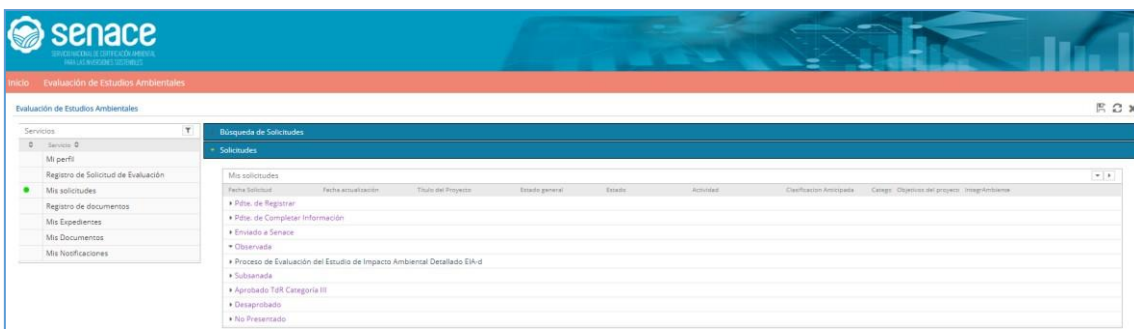 senace
SERVICIO NACIONAL DE CERTIFICACIÓN AMBIENTAL
PARA LAS INVERSIONES SOSTENIBLES
Inicio Evaluación de Estudios Ambientales
Evaluación de Estudios Ambientales
Servicios
Servicio
Mi perfil
Registro de Solicitud de Evaluación
Mis solicitudes
Registro de documentos
Mis Expedientes
Mis Documentos
Mis Notificaciones
Búsqueda de Solicitudes
Solicitudes
Mis solicitudes
Fecha Solicitud Fecha actualización Título del Proyecto Estado general Estado Actividad Clasificacion Anticipada Catego Objetivos del proyecto IntegrAmbiente
Pdte. de Registrar
Pdte. de Completar Información
Enviado a Senace
Observada
Proceso de Evaluación del Estudio de Impacto Ambiental Detallado EIA-d
Subsanada
Aprobado TdR Categoría III
Desaprobado
No Presentado